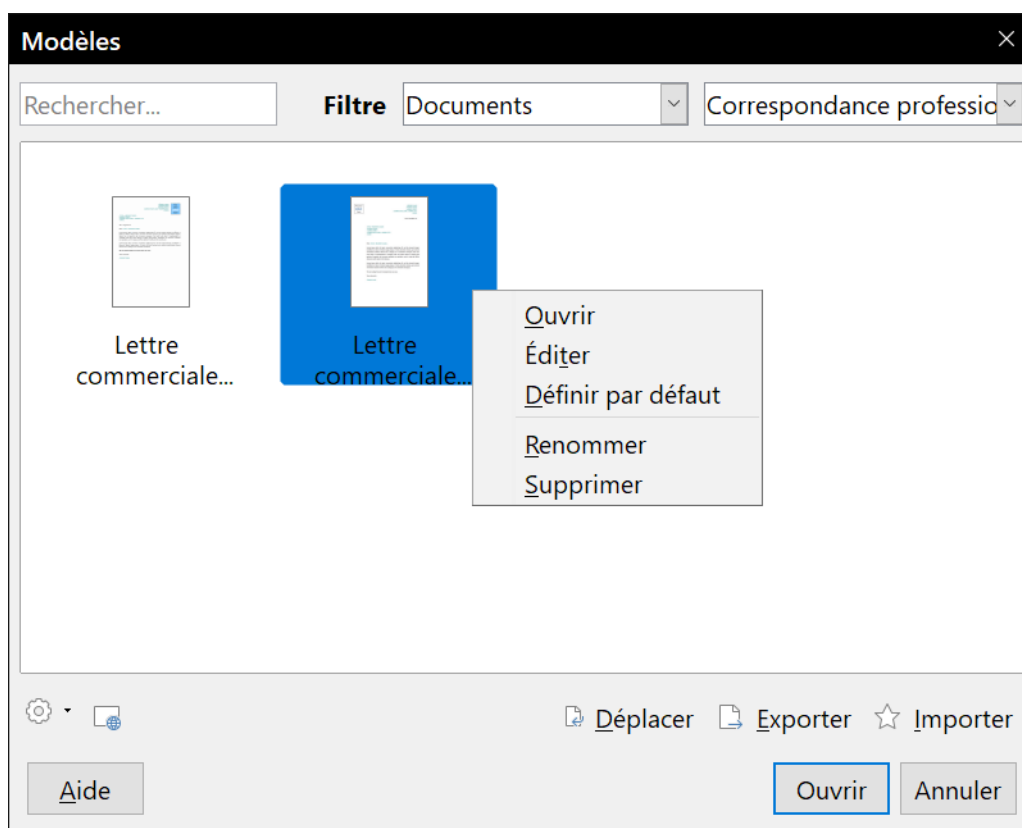 Modèles
Rechercher...
Filtre
Documents
Correspondance professio
Lettre
commerciale...
Lettre
commerciale...
Ouvrir
Éditer
Définir par défaut
Renommer
Supprimer
Déplacer
Exporter
Importer
Aide
Ouvrir
Annuler